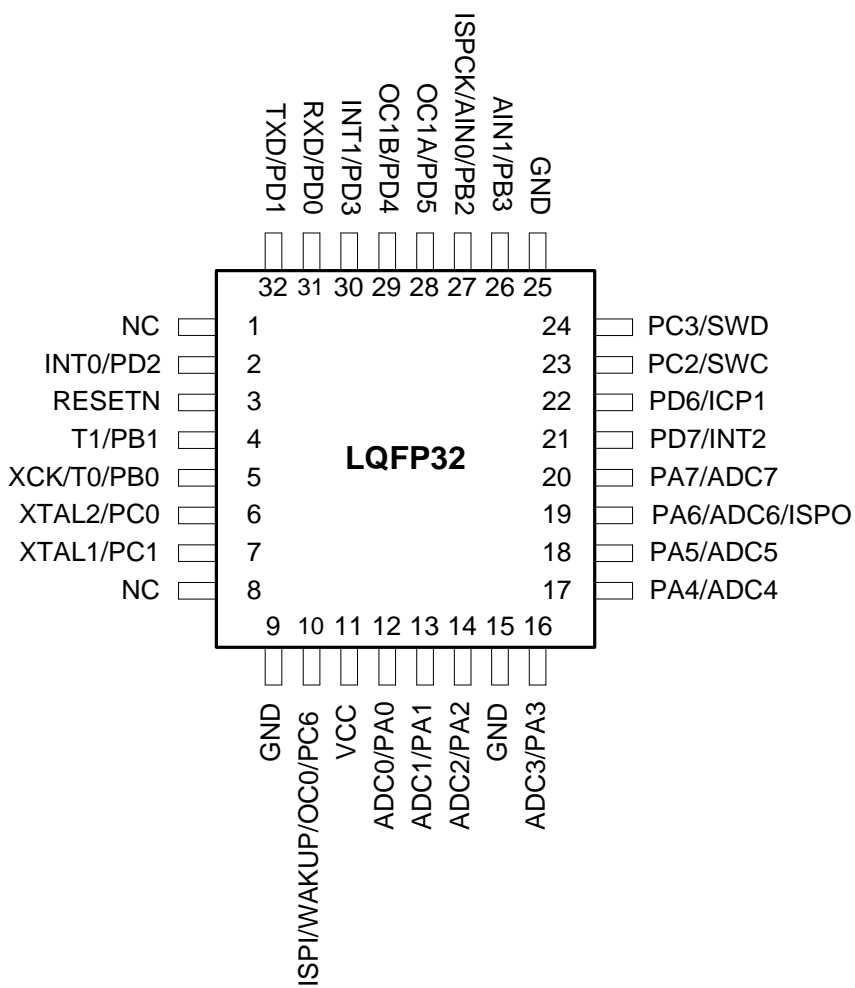 TXD/PD1
RXD/PD0
INT1/PD3
OC1B/PD4
OC1A/PD5
ISPCK/AIN0/PB2
AIN1/PB3
GND
32 31 30 29 28 27 26 25
NC 1
INT0/PD2 2
RESETN 3
T1/PB1 4
XCK/T0/PB0 5
XTAL2/PC0 6
XTAL1/PC1 7
NC 8
LQFP32
24 PC3/SWD
23 PC2/SWC
22 PD6/ICP1
21 PD7/INT2
20 PA7/ADC7
19 PA6/ADC6/ISPO
18 PA5/ADC5
17 PA4/ADC4
9 10 11 12 13 14 15 16
GND
ISPI/WAKUP/OC0/PC6
VCC
ADC0/PA0
ADC1/PA1
ADC2/PA2
GND
ADC3/PA3